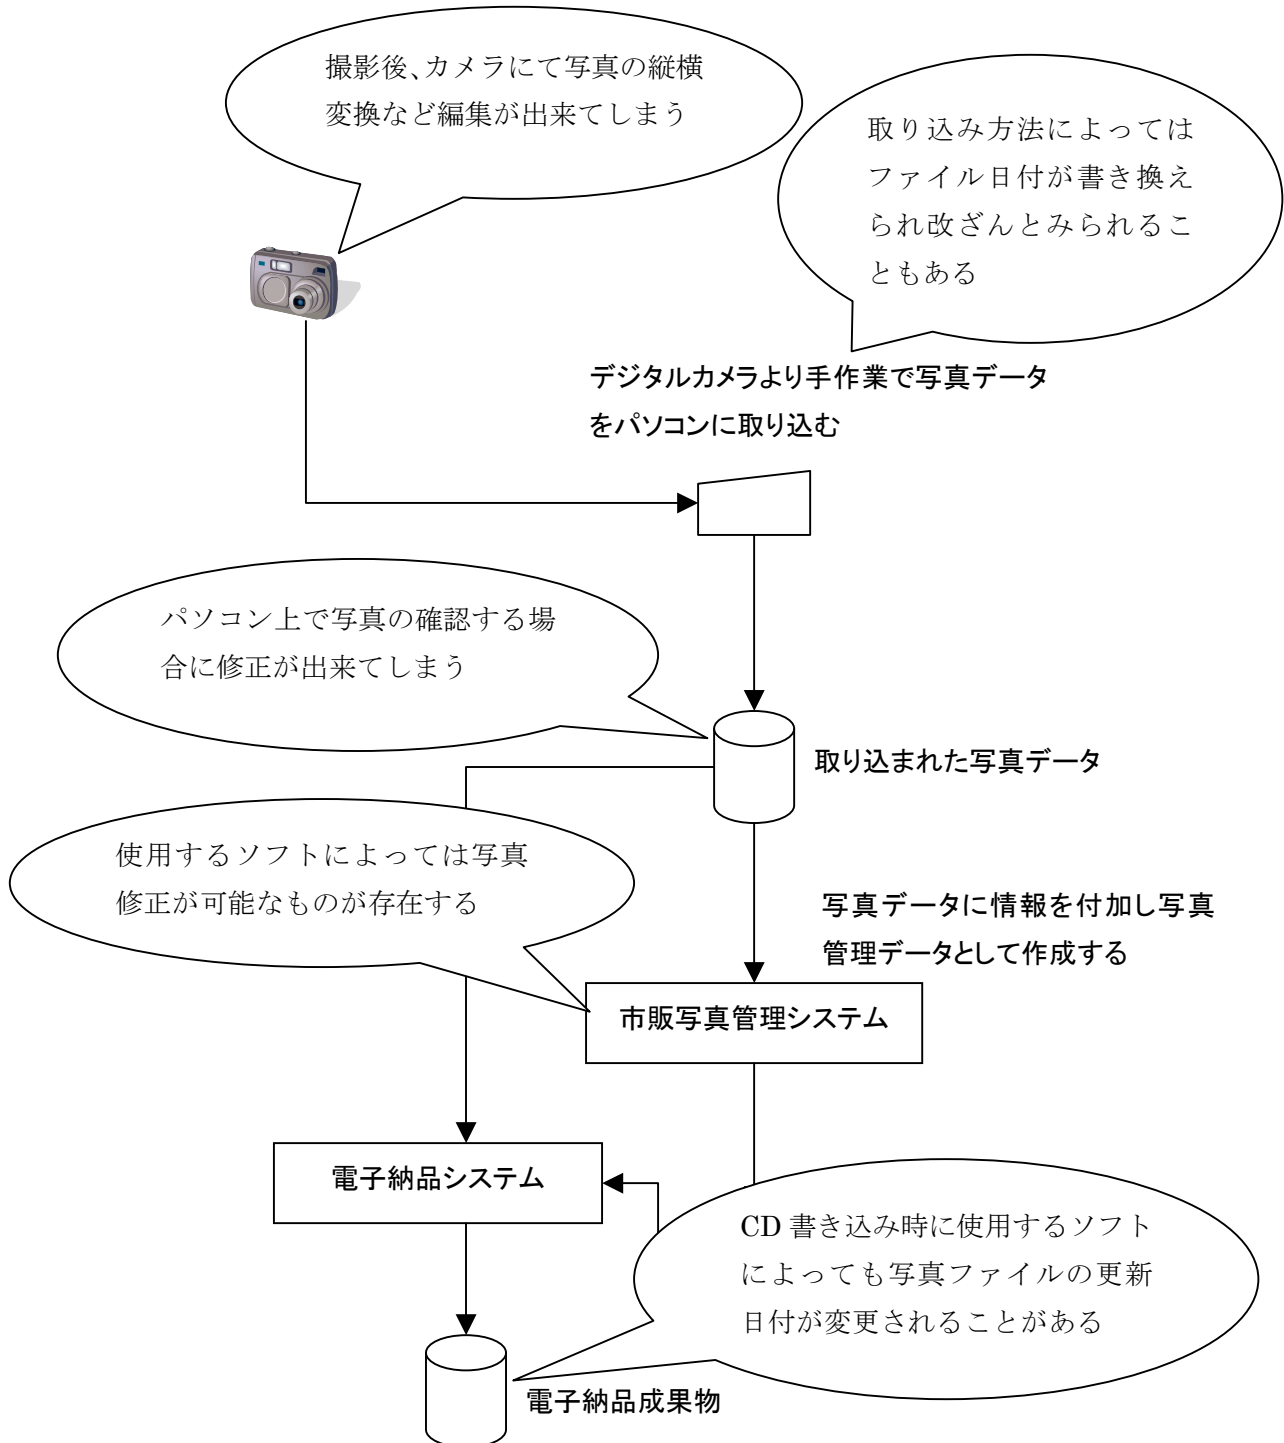 撮影後、カメラにて写真の縦横
変換など編集が出来てしまう
取り込み方法によっては
ファイル日付が書き換え
られ改ざんとみられるこ
ともある
デジタルカメラより手作業で写真データ
をパソコンに取り込む
パソコン上で写真の確認する場
合に修正が出来てしまう
取り込まれた写真データ
使用するソフトによっては写真
修正が可能なものが存在する
写真データに情報を付加し写真
管理データとして作成する
市販写真管理システム
電子納品システム
CD 書き込み時に使用するソフト
によっても写真ファイルの更新
日付が変更されることがある
電子納品成果物